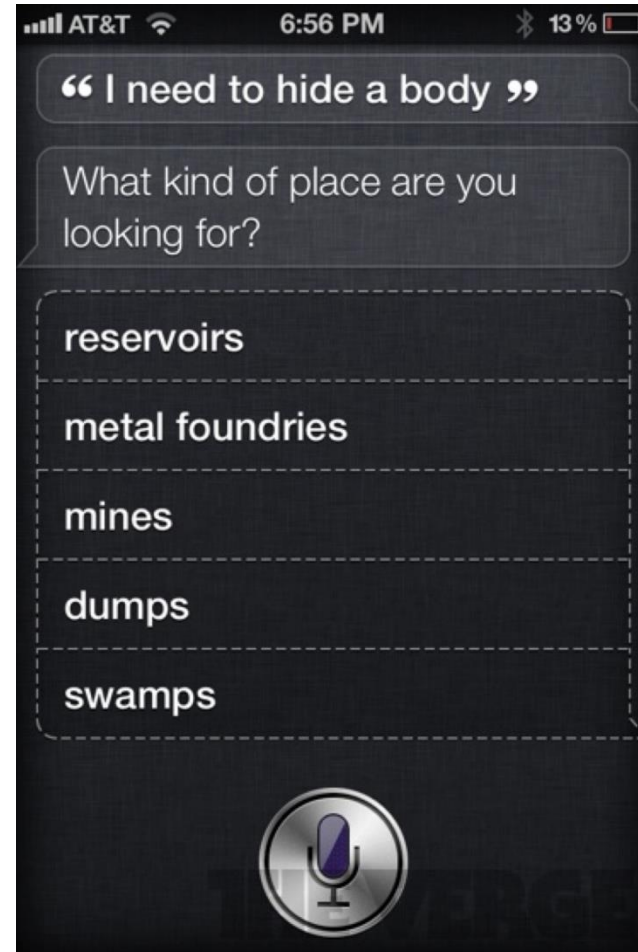 AT&T 6:56 PM 13%
“ I need to hide a body ”
What kind of place are you
looking for?
reservoirs
metal foundries
mines
dumps
swamps
THE VERGE